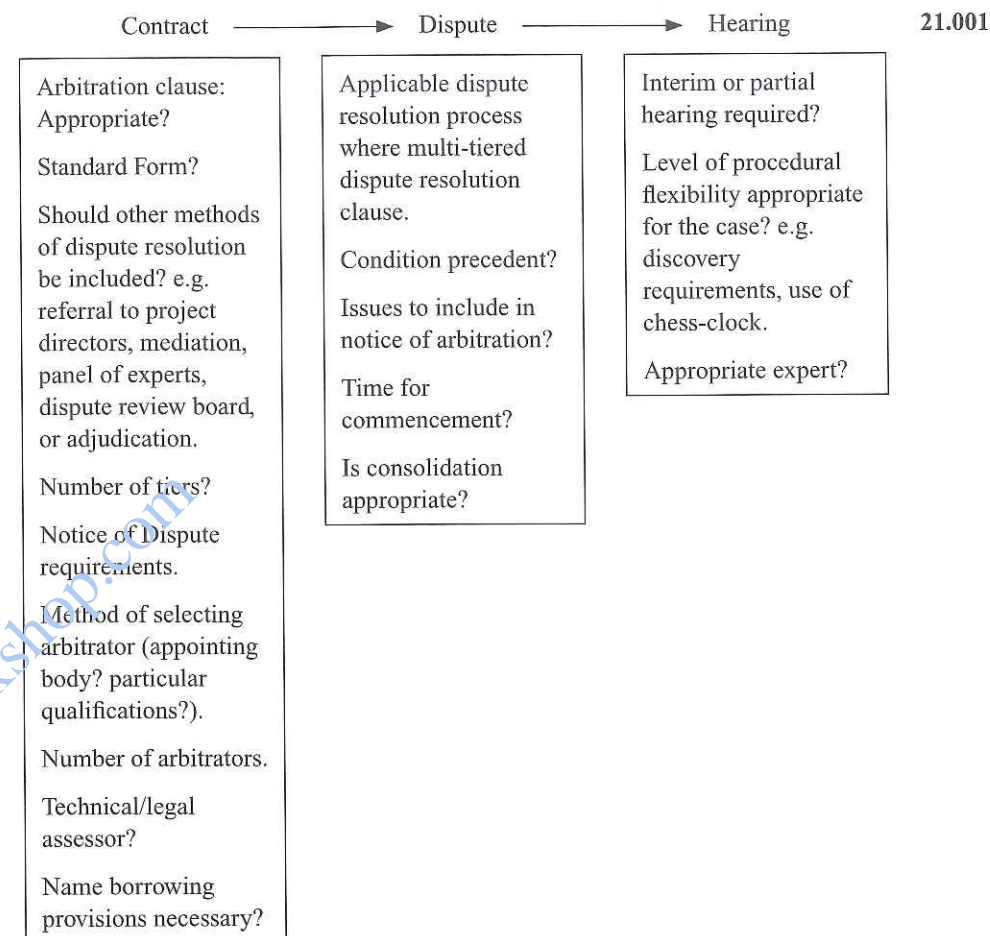 Contract Dispute Hearing 21.001
Arbitration clause:
Appropriate?
Standard Form?
Should other methods
of dispute resolution
be included? e.g.
referral to project
directors, mediation,
panel of experts,
dispute review board,
or adjudication.
Number of tiers?
Notice of Dispute
requirements.
Method of selecting
arbitrator (appointing
body? particular
qualifications?).
Number of arbitrators.
Technical/legal
assessor?
Name borrowing
provisions necessary?
Applicable dispute
resolution process
where multi-tiered
dispute resolution
clause.
Condition precedent?
Issues to include in
notice of arbitration?
Time for
commencement?
Is consolidation
appropriate?
Interim or partial
hearing required?
Level of procedural
flexibility appropriate
for the case? e.g.
discovery
requirements, use of
chess-clock.
Appropriate expert?